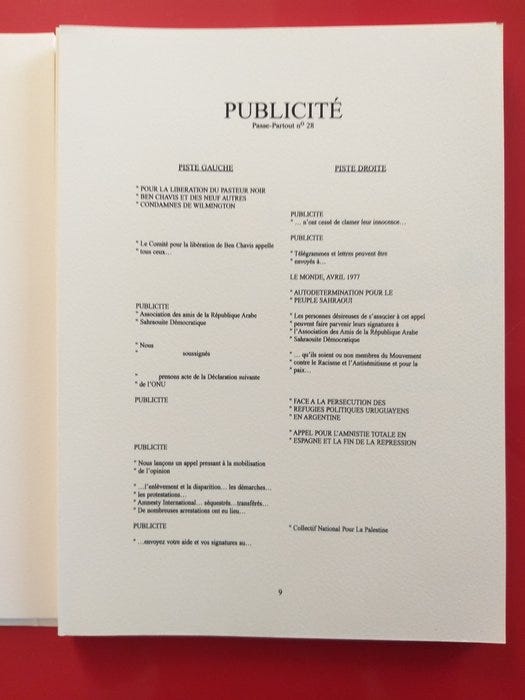 PUBLICITÉ
Passe-Partout nº 28
PISTE GAUCHE
" POUR LA LIBERATION DU PASTEUR NOIR
" BEN CHAVIS ET DES NEUF AUTRES
" CONDAMNES DE WILMINGTON
" Le Comité pour la libération de Ben Chavis appelle
" tous ceux...
PUBLICITE
" Association des amis de la République Arabe
" Sahraouite Démocratique
" Nous
" soussignés
" prenons acte de la Déclaration suivante
" de l'ONU
PUBLICITE
PUBLICITE
" Nous lançons un appel pressant à la mobilisation
" de l'opinion
" ...l'enlèvement et la disparition... les démarches...
" les protestations...
" Amnesty International... séquestrés...transférés...
" De nombreuses arrestations ont eu lieu...
PUBLICITE
" ...envoyez votre aide et vos signatures au...
PISTE DROITE
PUBLICITE
" ... n'ont cessé de clamer leur innocence...
PUBLICITE
" Télégrammes et lettres peuvent être
" envoyés à...
LE MONDE, AVRIL 1977
" AUTODETERMINATION POUR LE
" PEUPLE SAHRAOUI
" Les personnes désireuses de s'associer à cet appel
" peuvent faire parvenir leurs signatures à
" l'Association des Amis de la République Arabe
" Sahraouite Démocratique
" ... qu'ils soient ou non membres du Mouvement
" contre le Racisme et l'Antisémitisme et pour la
" paix...
" FACE A LA PERSECUTION DES
" REFUGIES POLITIQUES URUGUAYENS
" EN ARGENTINE
" APPEL POUR L'AMNISTIE TOTALE EN
" ESPAGNE ET LA FIN DE LA REPRESSION
" Collectif National Pour La Palestine
9